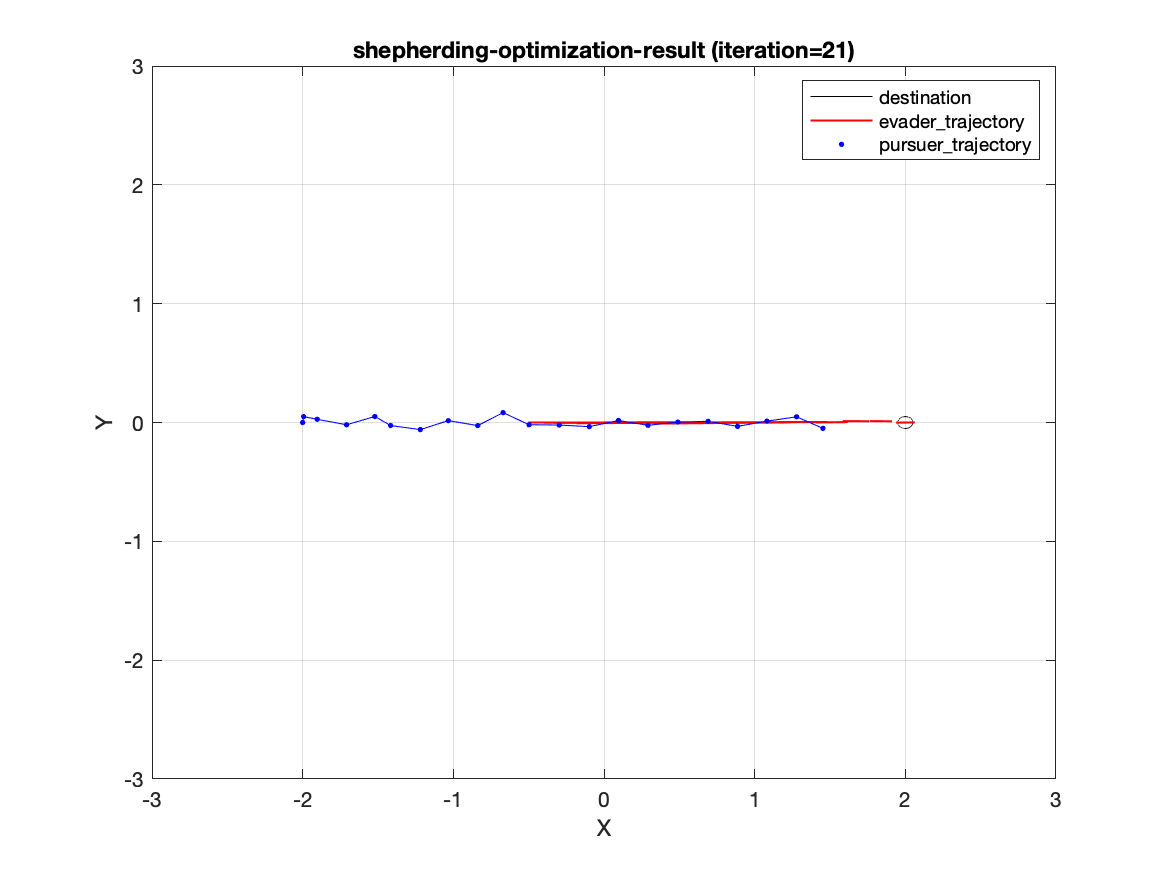 shepherding-optimization-result (iteration=21)
destination
evader_trajectory
pursuer_trajectory
3
2
1
0
-1
-2
-3
Y
-3
-2
-1
0
1
2
3
X